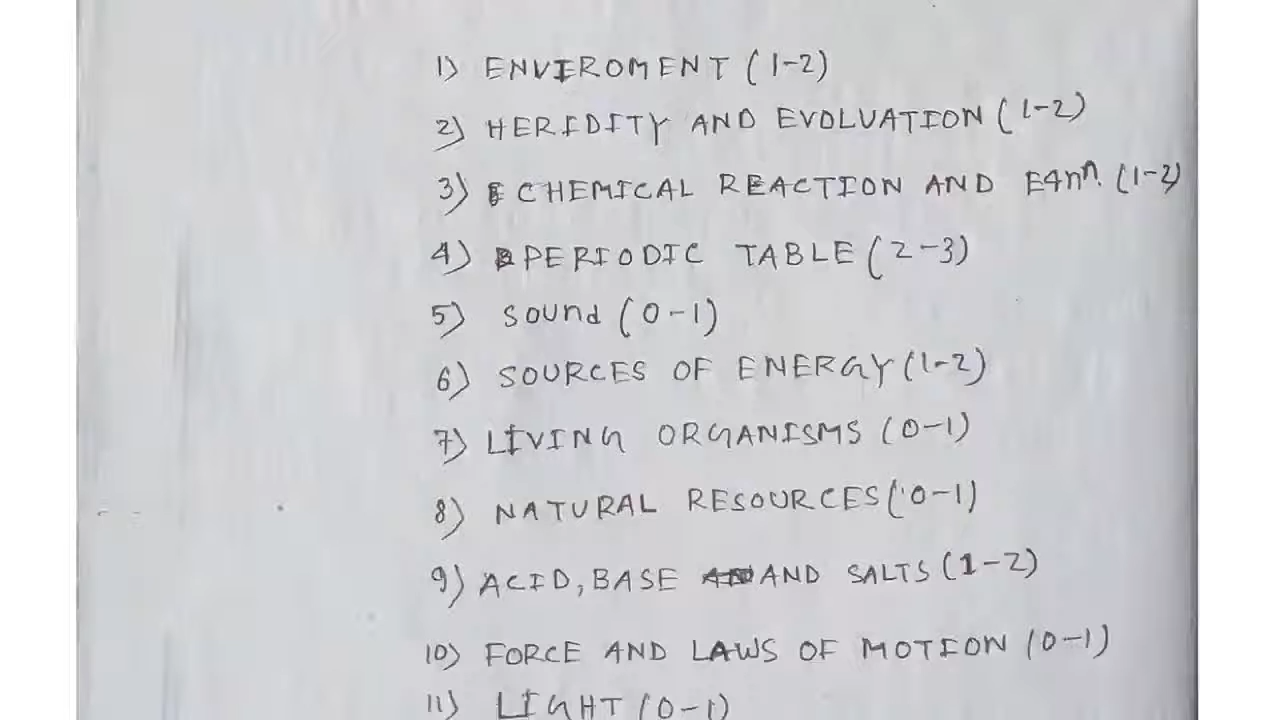 1) ENVIROMENT (1-2)
2) HERIDITY AND EVOLUATION (1-2)
3) CHEMICAL REACTION AND Eqnn. (1-2)
4) PERIODIC TABLE (2-3)
5) Sound (0-1)
6) SOURCES OF ENERGY (1-2)
7) LIVING ORGANISMS (0-1)
8) NATURAL RESOURCES (0-1)
9) ACID, BASE AND SALTS (1-2)
10) FORCE AND LAWS OF MOTION (0-1)
11) LIGHT (0-1)